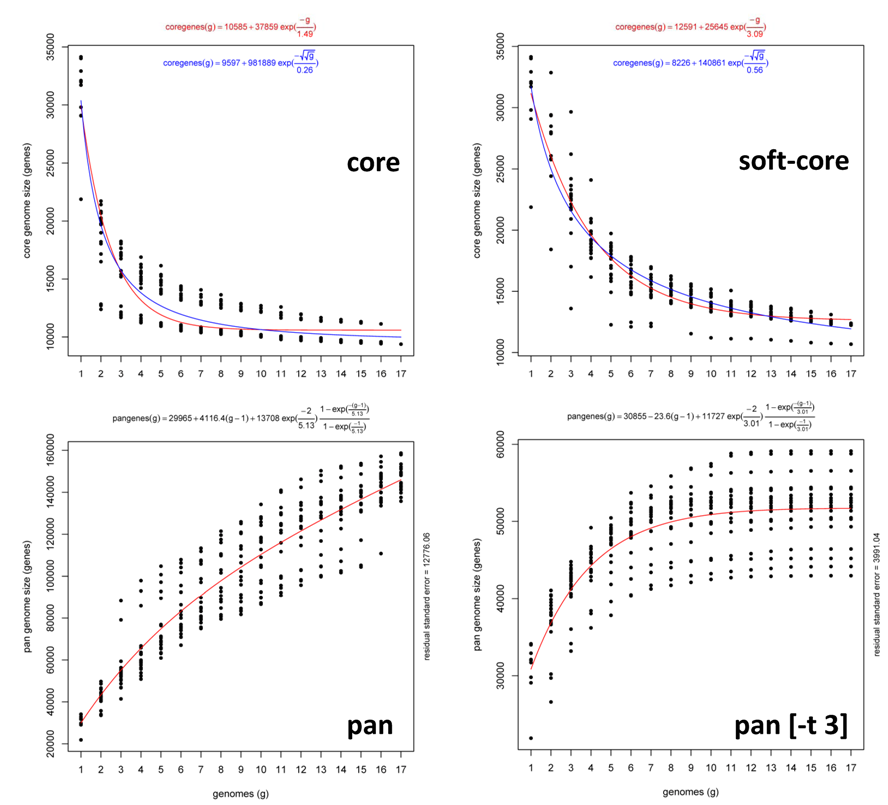 coregenes(g) = 10585 + 37859 exp(−g/1.49)
coregenes(g) = 9597 + 981889 exp(−√√g/0.26)
35000
30000
25000
20000
15000
10000
core genome size (genes)
core
1 2 3 4 5 6 7 8 9 10 11 12 13 14 15 16 17
coregenes(g) = 12591 + 25645 exp(−g/3.09)
coregenes(g) = 8226 + 140861 exp(−√√g/0.56)
35000
30000
25000
20000
15000
10000
core genome size (genes)
soft-core
1 2 3 4 5 6 7 8 9 10 11 12 13 14 15 16 17
pangenes(g) = 29965 + 4116.4(g−1) + 13708 exp(−2/5.13) (1−exp(−(g−1)/5.13))/(1−exp(−1/5.13))
160000
140000
120000
100000
80000
60000
40000
20000
pan genome size (genes)
pan
residual standard error = 12776.06
1 2 3 4 5 6 7 8 9 10 11 12 13 14 15 16 17
genomes (g)
pangenes(g) = 30855 − 23.6(g−1) + 11727 exp(−2/3.01) (1−exp(−(g−1)/3.01))/(1−exp(−1/3.01))
60000
50000
40000
30000
pan genome size (genes)
pan [-t 3]
residual standard error = 3991.04
1 2 3 4 5 6 7 8 9 10 11 12 13 14 15 16 17
genomes (g)